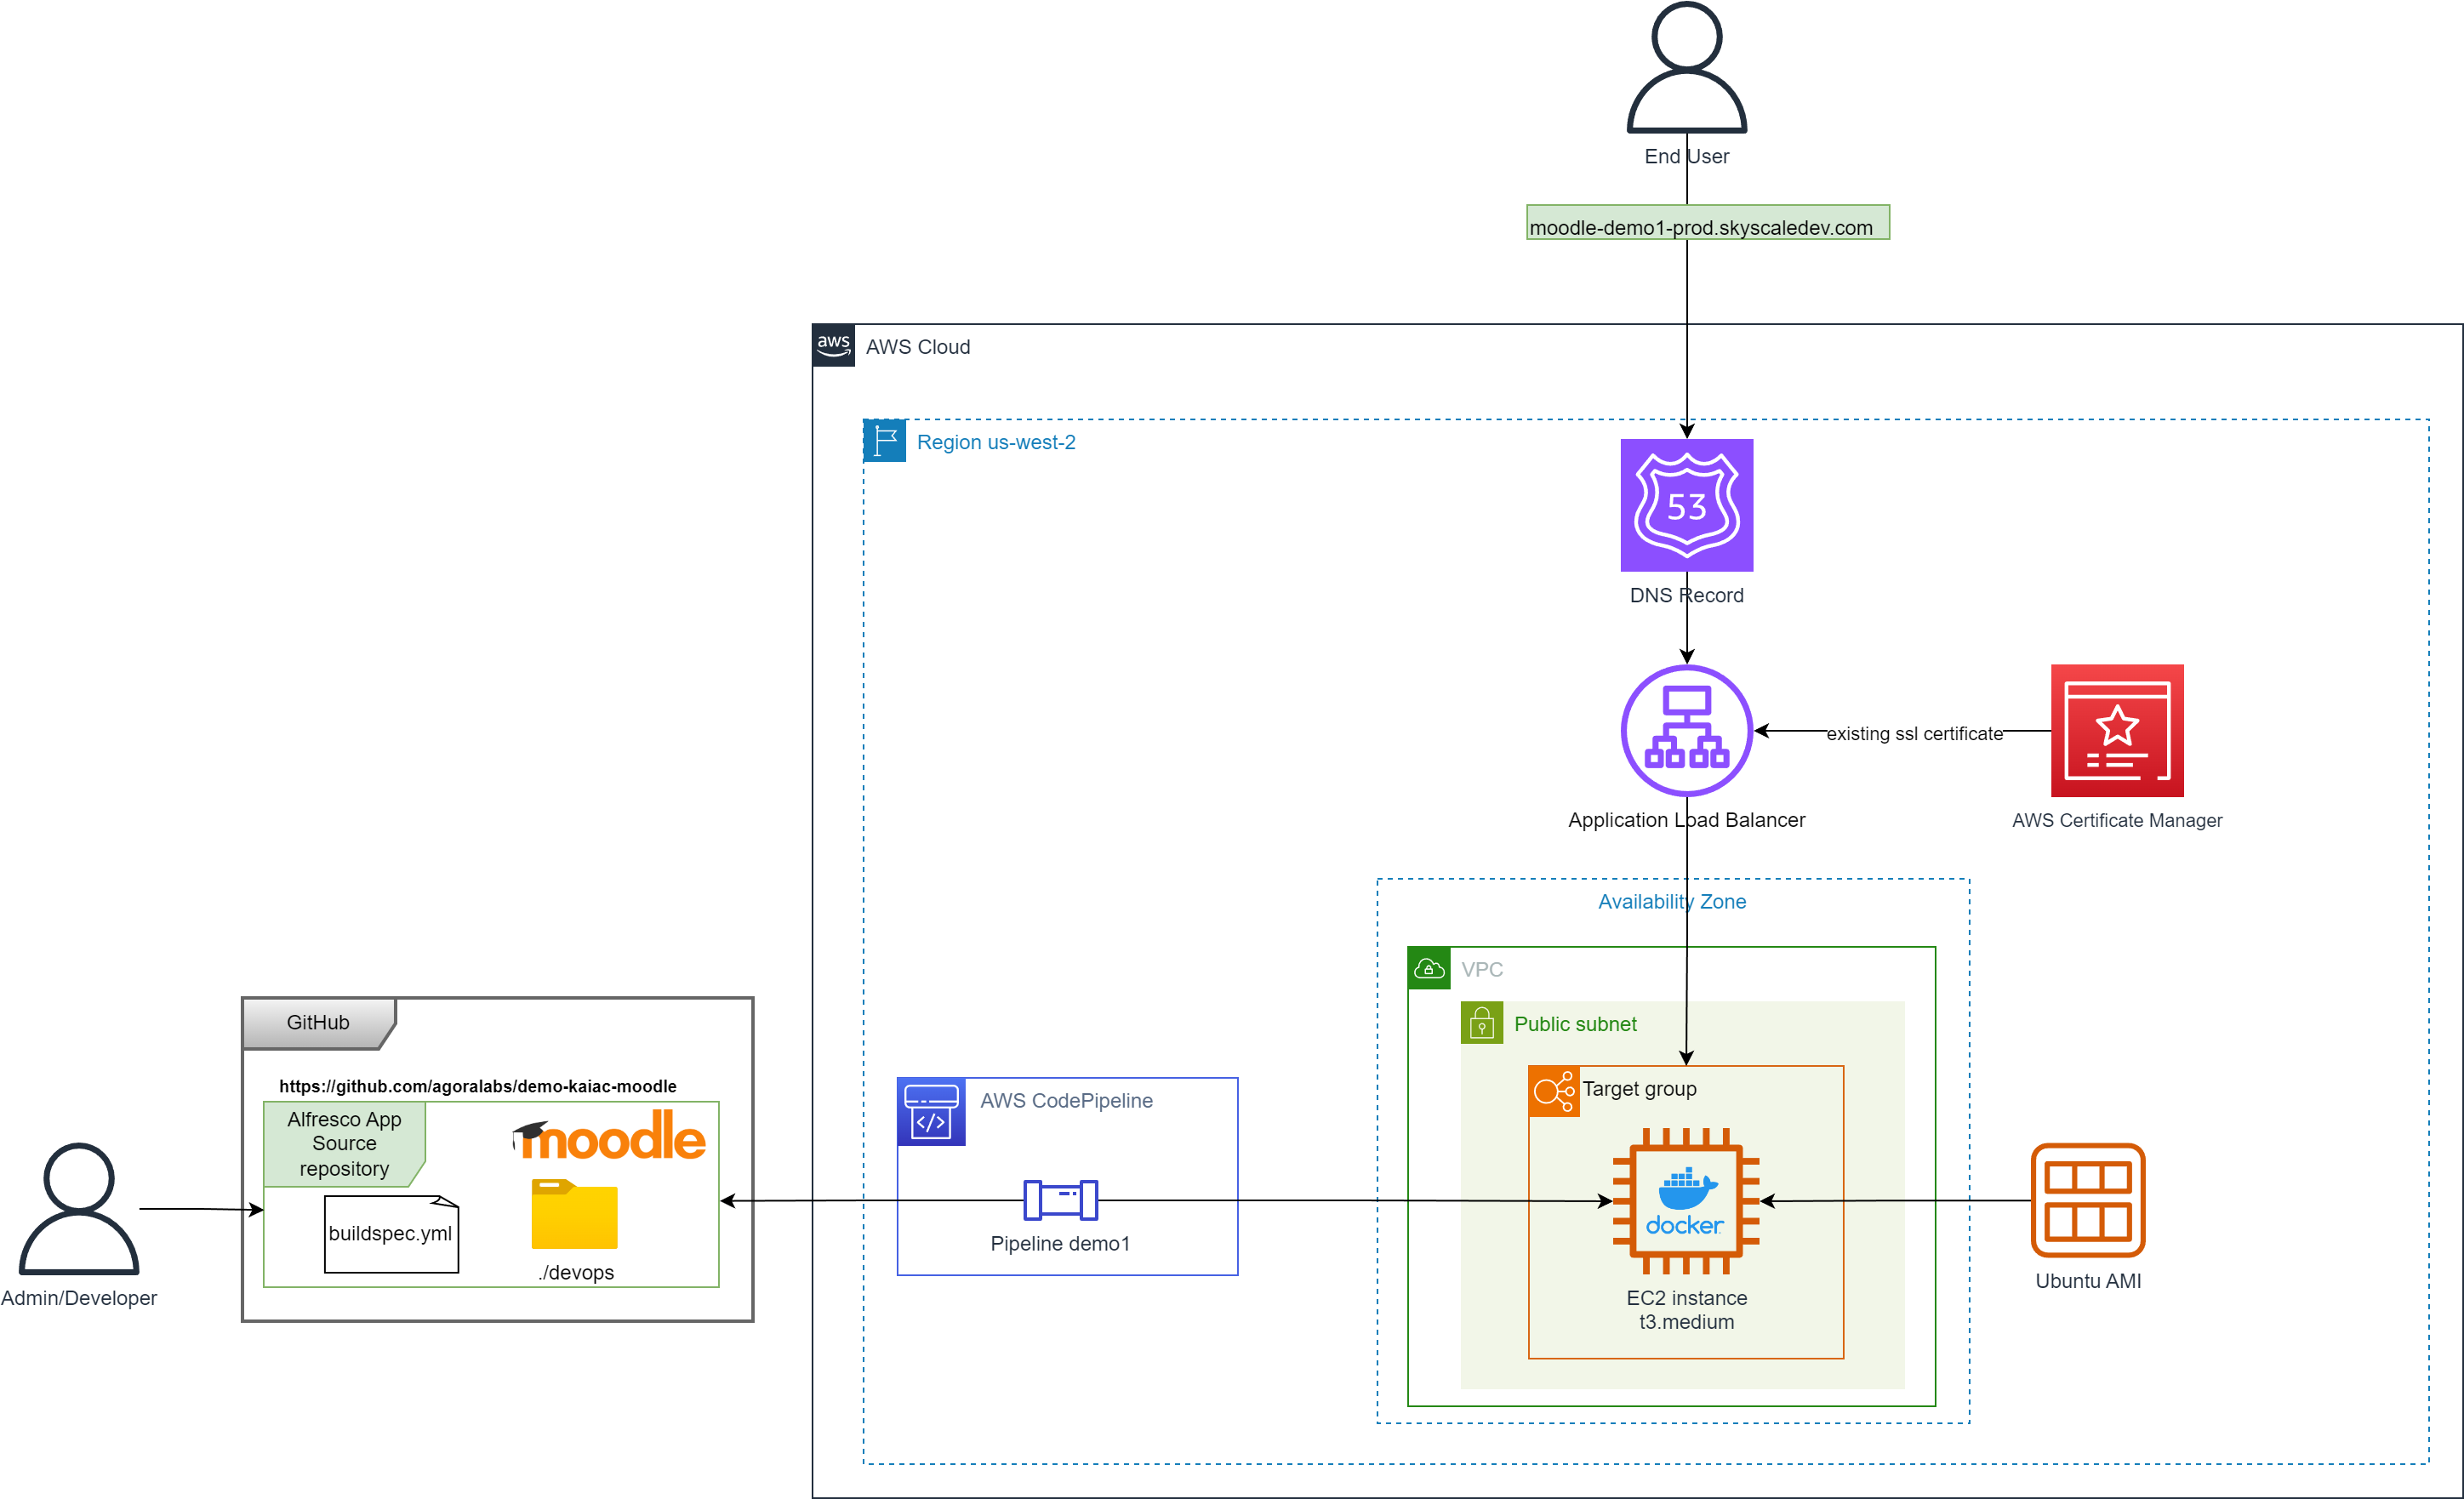 End User
moodle-demo1-prod.skyscaledev.com
aws
AWS Cloud
Region us-west-2
53
DNS Record
existing ssl certificate
Application Load Balancer
AWS Certificate Manager
Availability Zone
VPC
GitHub
Public subnet
https://github.com/agoralabs/demo-kaiac-moodle
AWS CodePipeline
Target group
Alfresco App
Source
repository
moodle
docker
buildspec.yml
Pipeline demo1
./devops
Admin/Developer
EC2 instance
t3.medium
Ubuntu AMI